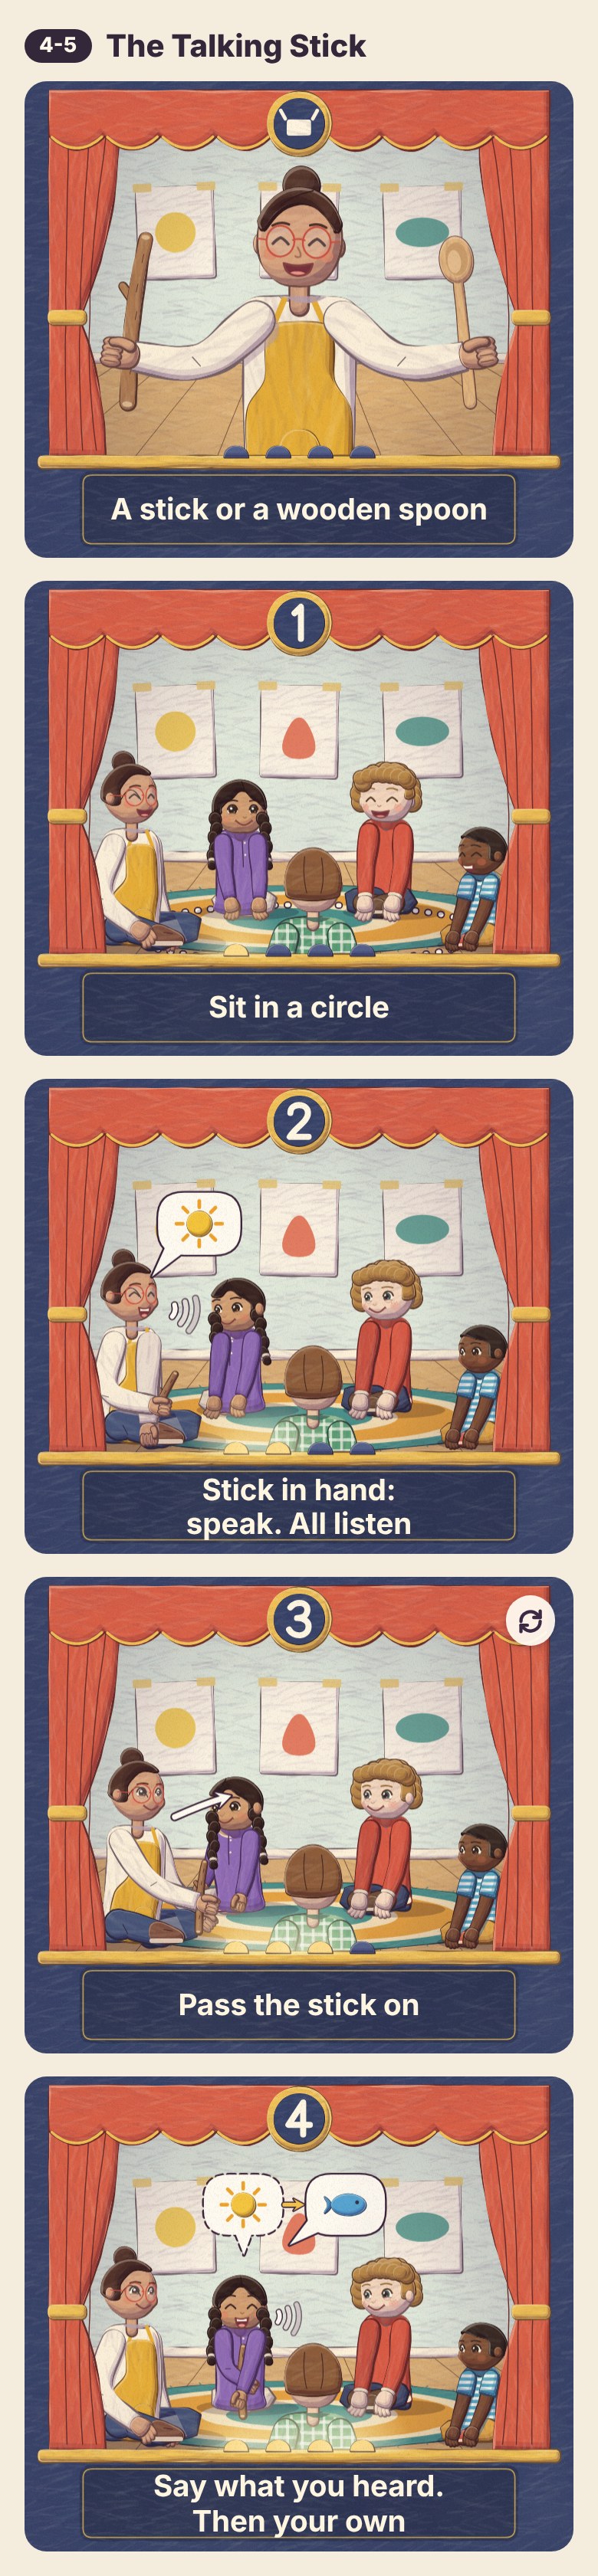 4-5 The Talking Stick
A stick or a wooden spoon
1
Sit in a circle
2
Stick in hand:
speak. All listen
3
Pass the stick on
4
Say what you heard.
Then your own